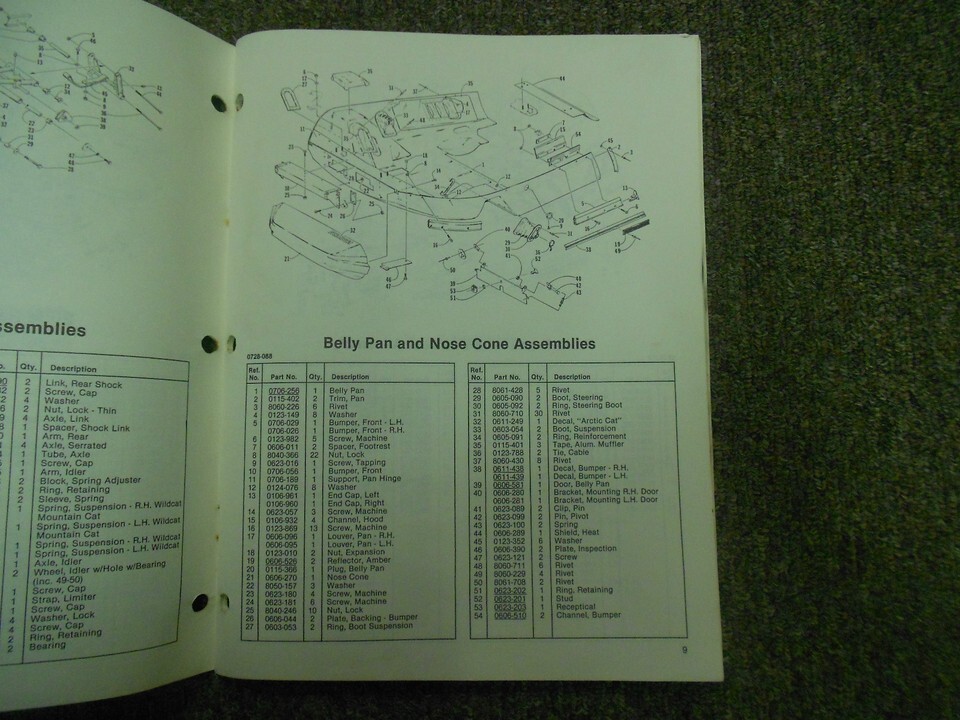 ssemblies
o. Qty. Description
2 Link, Rear Shock
2 Screw, Cap
4 Washer
2 Nut, Lock - Thin
4 Axle, Link
1 Spacer, Shock Link
1 Arm, Rear
4 Axle, Serrated
1 Tube, Axle
1 Screw, Cap
1 Arm, Idler
2 Block, Spring Adjuster
2 Ring, Retaining
2 Sleeve, Spring
1 Spring, Suspension - R.H. Wildcat
Mountain Cat
1 Spring, Suspension - L.H. Wildcat
Mountain Cat
1 Spring, Suspension - R.H. Wildcat
1 Spring, Suspension - L.H. Wildcat
1 Axle, Idler
2 Wheel, Idler w/Hole w/Bearing
(Inc. 49-50)
1 Screw, Cap
1 Strap, Limiter
1 Screw, Cap
4 Washer, Lock
4 Screw, Cap
2 Ring, Retaining
2 Bearing
Belly Pan and Nose Cone Assemblies
0725-068
Ref. No. Part No. Qty. Description
1 0706-256 1 Belly Pan
2 0115-402 2 Trim, Pan
3 8060-226 6 Rivet
4 0123-149 8 Washer
5 0706-029 1 Bumper, Front - L.H.
0706-026 1 Bumper, Front - R.H.
6 0123-982 5 Screw, Machine
7 0606-011 2 Spacer, Footrest
8 8040-366 22 Nut, Lock
9 0623-016 1 Screw, Tapping
10 0706-056 1 Bumper, Front
11 0706-189 1 Support, Pan Hinge
12 0124-076 8 Washer
13 0106-961 1 End Cap, Left
0106-960 1 End Cap, Right
14 0623-057 3 Screw, Machine
15 0106-932 4 Channel, Hood
16 0123-869 13 Screw, Machine
17 0606-096 1 Louver, Pan - R.H.
0606-095 1 Louver, Pan - L.H.
18 0123-010 2 Nut, Expansion
19 0606-526 2 Reflector, Amber
20 0115-366 1 Plug, Belly Pan
21 0606-270 1 Nose Cone
22 8050-157 3 Washer
23 0623-180 4 Screw, Machine
24 0623-181 6 Screw, Machine
25 8040-246 10 Nut, Lock
26 0606-044 2 Plate, Backing - Bumper
27 0603-053 2 Ring, Boot Suspension
Ref. No. Part No. Qty. Description
28 8061-428 5 Rivet
29 0605-090 2 Boot, Steering
30 0605-092 2 Ring, Steering Boot
31 8060-710 30 Rivet
32 0611-249 1 Decal, "Arctic Cat"
33 0603-054 2 Boot, Suspension
34 0605-091 2 Ring, Reinforcement
35 0115-401 3 Tape, Alum. Muffler
36 0123-788 2 Tie, Cable
37 8060-430 8 Rivet
38 0611-438 1 Decal, Bumper - R.H.
0611-439 1 Decal, Bumper - L.H.
39 0606-581 1 Door, Belly Pan
40 0606-280 1 Bracket, Mounting R.H. Door
0606-281 1 Bracket, Mounting L.H. Door
41 0623-089 2 Clip, Pin
42 0623-099 2 Pin, Pivot
43 0623-100 2 Spring
44 0606-289 1 Shield, Heat
45 0123-352 6 Washer
46 0606-390 2 Plate, Inspection
47 0623-121 2 Screw
48 8060-711 6 Rivet
49 8060-229 4 Rivet
50 8061-708 2 Rivet
51 0623-202 1 Ring, Retaining
52 0623-201 1 Stud
53 0623-203 1 Receptical
54 0606-510 2 Channel, Bumper
9